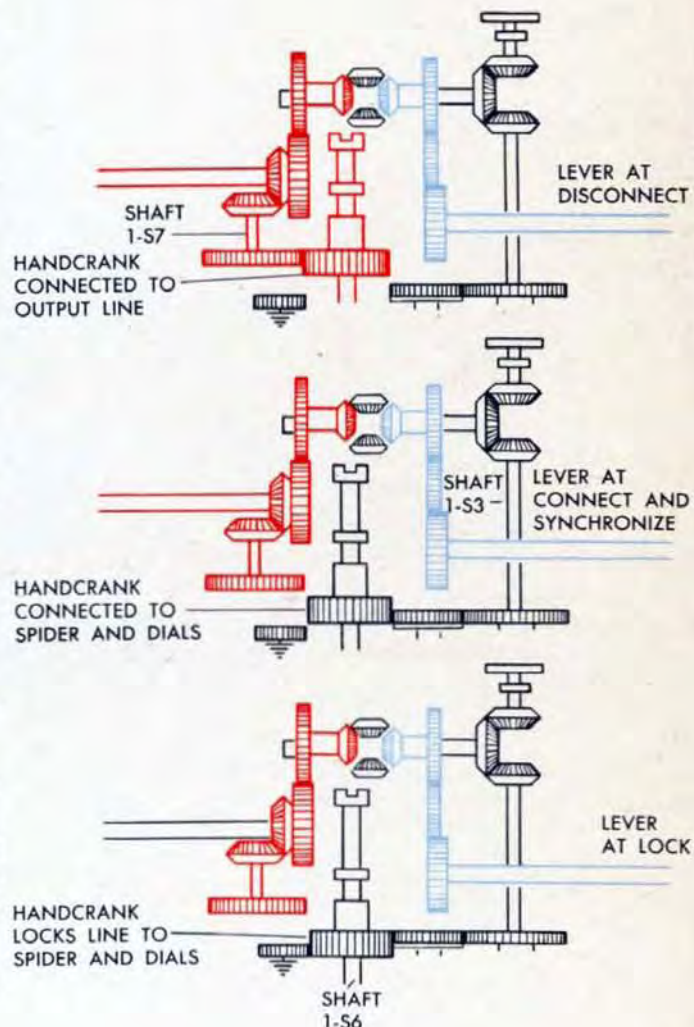 LEVER AT
DISCONNECT
SHAFT
1-S7
HANDCRANK
CONNECTED TO
OUTPUT LINE
SHAFT
1-S3
LEVER AT
CONNECT AND
SYNCHRONIZE
HANDCRANK
CONNECTED TO
SPIDER AND DIALS
LEVER
AT LOCK
HANDCRANK
LOCKS LINE TO
SPIDER AND DIALS
SHAFT
1-S6